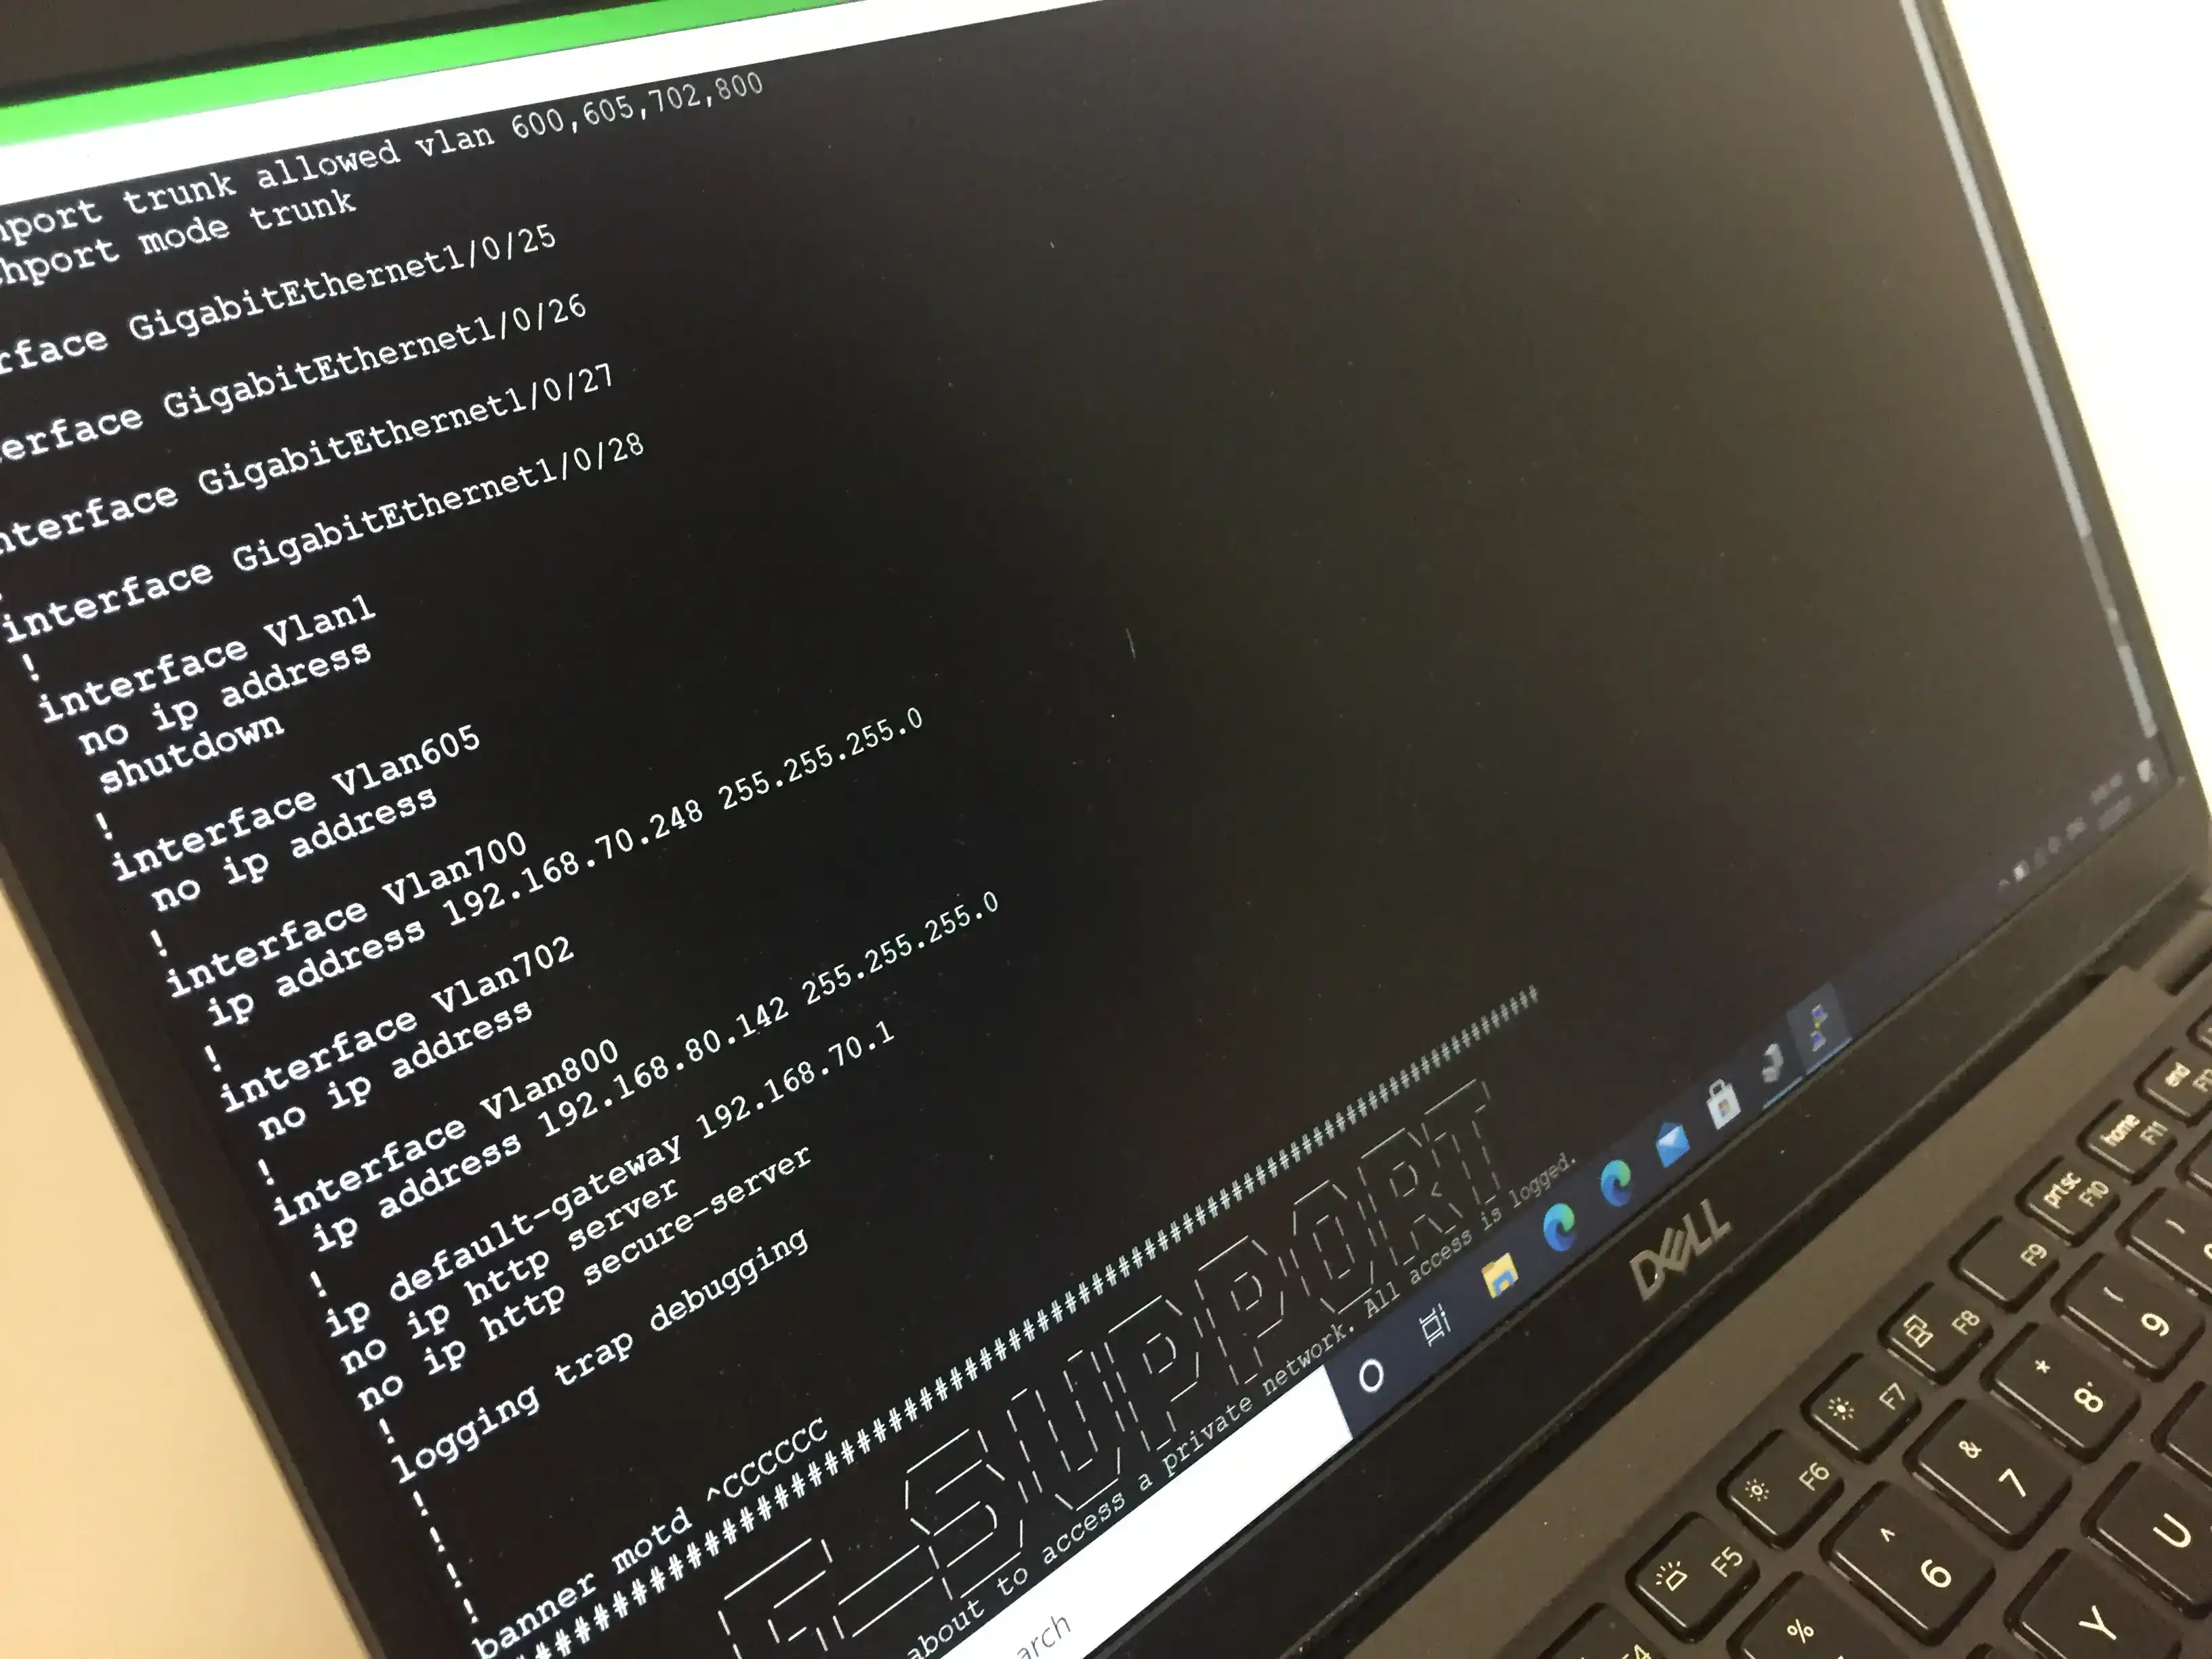 trunk allowed vlan 600,605,702,800
hport mode trunk
rface GigabitEthernet1/0/25
erface GigabitEthernet1/0/26
nterface GigabitEthernet1/0/27
interface GigabitEthernet1/0/28
!
interface Vlan1
no ip address
shutdown
!
interface Vlan605
no ip address
!
interface Vlan700
ip address 192.168.70.248 255.255.255.0
!
interface Vlan702
no ip address
!
interface Vlan800
ip address 192.168.80.142 255.255.255.0
!
ip default-gateway 192.168.70.1
no ip http server
no ip http secure-server
!
logging trap debugging
!
!
!
!
banner motd ^CCCCCCC
SUPPORT
about to access a private network. All access is logged.
arch
DELL
end
home F11
prtsc F10
F9
F8
F7
F6
F5
( 9
* 8
& 7
^ 6
%
U
Y